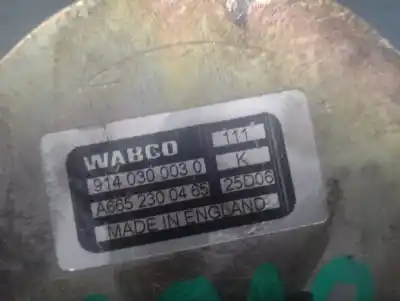 WABCO 111
914 030 003 0 K
A665 230 04 65 25D06
MADE IN ENGLAND